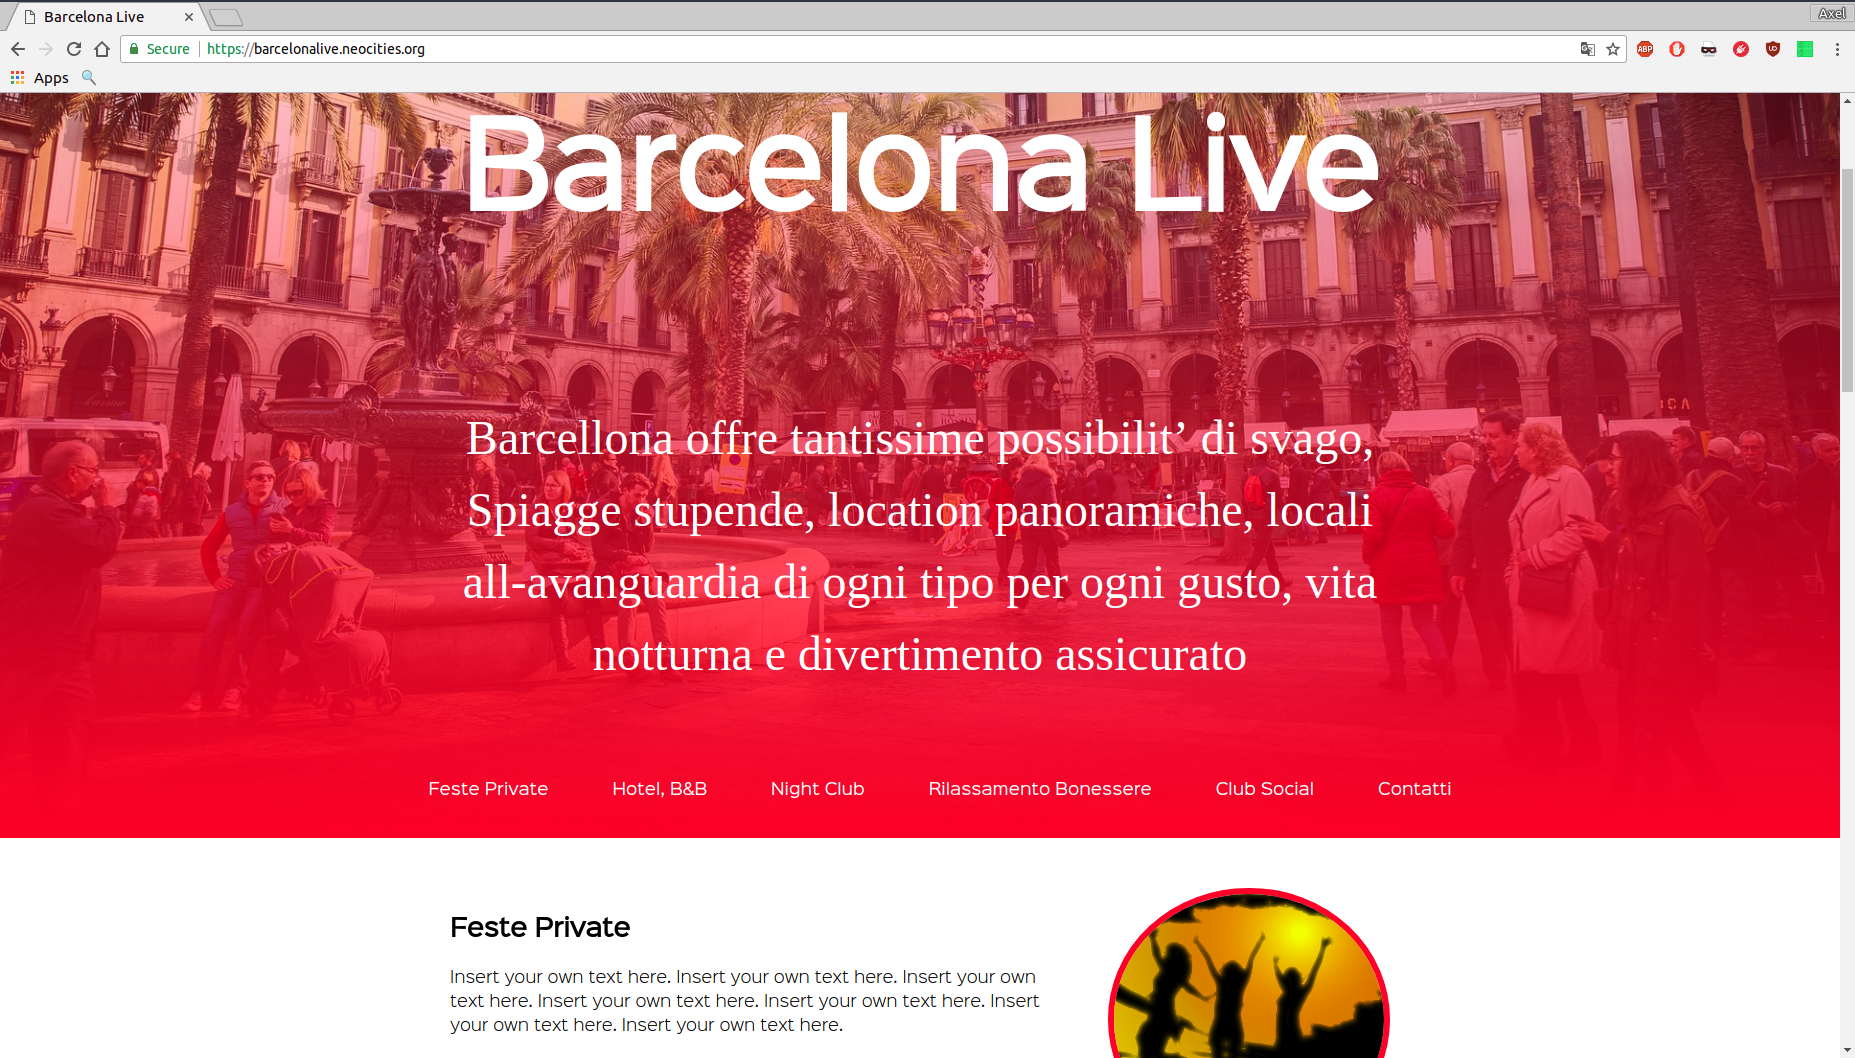 Barcelona Live
Axel
Secure https://barcelonalive.neocities.org
ABP
UD
Apps
Barcelona Live
Barcellona offre tantissime possibilit’ di svago,
Spiagge stupende, location panoramiche, locali
all-avanguardia di ogni tipo per ogni gusto, vita
notturna e divertimento assicurato
Feste Private Hotel, B&B Night Club Rilassamento Bonessere Club Social Contatti
Feste Private
Insert your own text here. Insert your own text here. Insert your own
text here. Insert your own text here. Insert your own text here. Insert
your own text here. Insert your own text here.